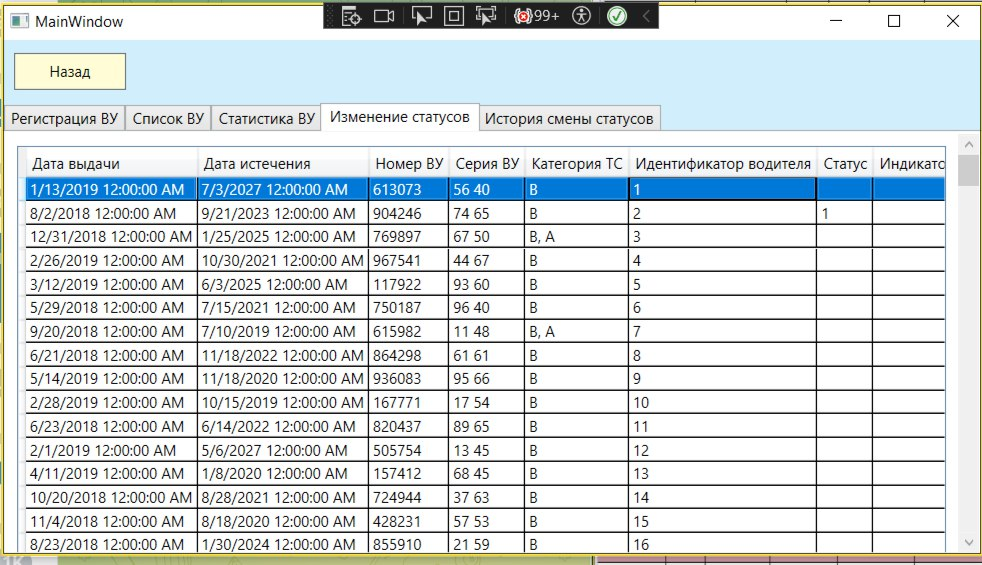 MainWindow
99+
Назад
Регистрация ВУ Список ВУ Статистика ВУ Изменение статусов История смены статусов
Дата выдачи Дата истечения Номер ВУ Серия ВУ Категория ТС Идентификатор водителя Статус Индикато
1/13/2019 12:00:00 AM 7/3/2027 12:00:00 AM 613073 56 40 B 1
8/2/2018 12:00:00 AM 9/21/2023 12:00:00 AM 904246 74 65 B 2 1
12/31/2018 12:00:00 AM 1/25/2025 12:00:00 AM 769897 67 50 B, A 3
2/26/2019 12:00:00 AM 10/30/2021 12:00:00 AM 967541 44 67 B 4
3/12/2019 12:00:00 AM 6/3/2025 12:00:00 AM 117922 93 60 B 5
5/29/2018 12:00:00 AM 7/15/2021 12:00:00 AM 750187 96 40 B 6
9/20/2018 12:00:00 AM 7/10/2019 12:00:00 AM 615982 11 48 B, A 7
6/21/2018 12:00:00 AM 11/18/2022 12:00:00 AM 864298 61 61 B 8
5/14/2019 12:00:00 AM 11/18/2020 12:00:00 AM 936083 95 66 B 9
2/28/2019 12:00:00 AM 10/15/2019 12:00:00 AM 167771 17 54 B 10
6/23/2018 12:00:00 AM 6/14/2022 12:00:00 AM 820437 89 65 B 11
2/1/2019 12:00:00 AM 5/6/2027 12:00:00 AM 505754 13 45 B 12
4/11/2019 12:00:00 AM 1/8/2020 12:00:00 AM 157412 68 45 B 13
10/20/2018 12:00:00 AM 8/28/2021 12:00:00 AM 724944 37 63 B 14
11/4/2018 12:00:00 AM 8/18/2020 12:00:00 AM 428231 57 53 B 15
8/23/2018 12:00:00 AM 1/30/2024 12:00:00 AM 855910 21 59 B 16